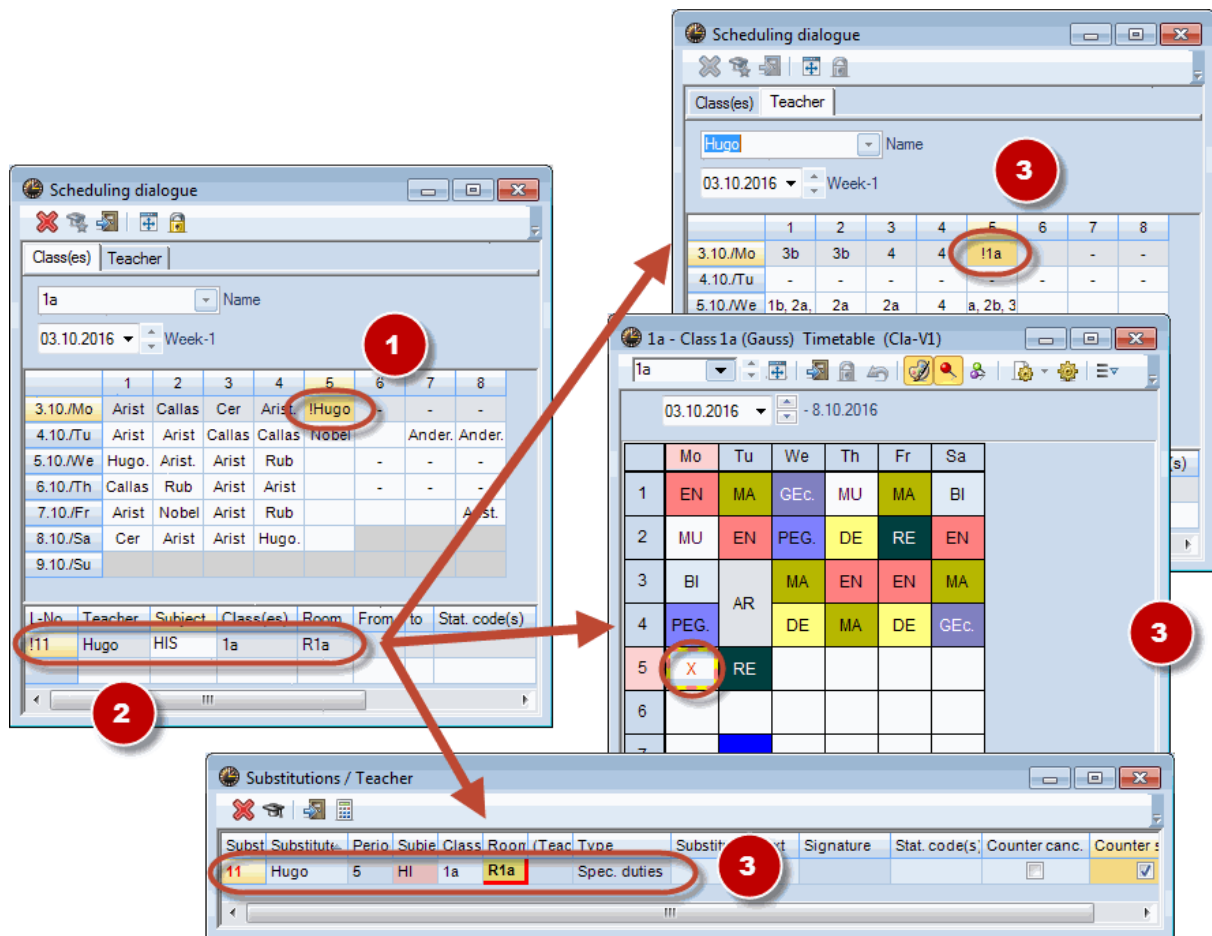 Scheduling dialogue
Class(es) Teacher
Hugo Name
03.10.2016 Week-1
3
1 2 3 4 5 6 7 8
3.10./Mo 3b 3b 4 4 !1a - -
4.10./Tu - - - - - - - -
5.10./We 1b, 2a, 2a 2a 4 a, 2b, 3
(s)
Scheduling dialogue
Class(es) Teacher
1a Name
03.10.2016 Week-1
1
1 2 3 4 5 6 7 8
3.10./Mo Arist Callas Cer Arist. !Hugo - - -
4.10./Tu Arist Arist Callas Callas Nobel Ander. Ander.
5.10./We Hugo. Arist. Arist Rub - - -
6.10./Th Callas Rub Arist Arist - - -
7.10./Fr Arist Nobel Arist Rub
8.10./Sa Cer Arist Arist Hugo.
9.10./Su
L-No. Teacher Subject Class(es) Room From to Stat. code(s)
!11 Hugo HIS 1a R1a
2
1a - Class 1a (Gauss) Timetable (Cla-V1)
1a
03.10.2016 - 8.10.2016
Mo Tu We Th Fr Sa
1 EN MA GEc. MU MA BI
2 MU EN PEG. DE RE EN
3 BI AR MA EN EN MA
4 PEG. DE MA DE GEc.
5 X RE
6
7
3
Substitutions / Teacher
Subst Substitute Perio Subje Class Room (Teac Type Signature Stat. code(s) Counter canc. Counter s
11 Hugo 5 HI 1a R1a Spec. duties
3